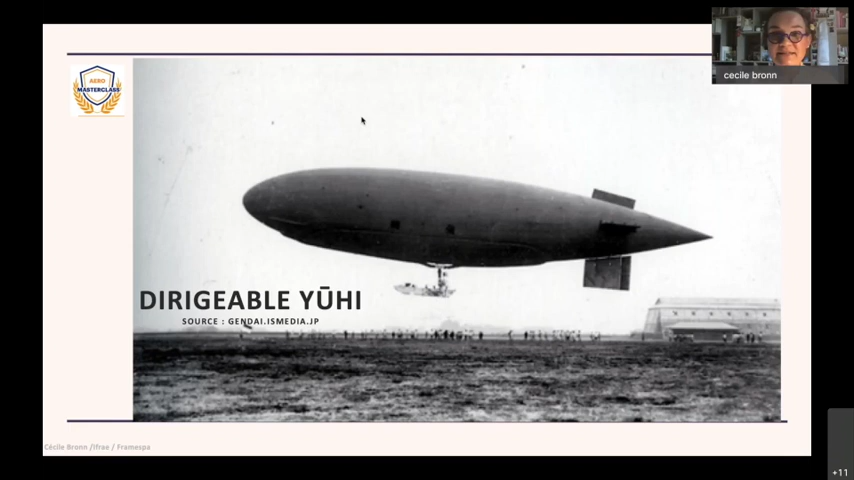 AERO
MASTERCLASS
cecile bronn
DIRIGEABLE YŪHI
SOURCE : GENDAI.ISMEDIA.JP
Cécile Bronn /Ifrae / Framespa
+11